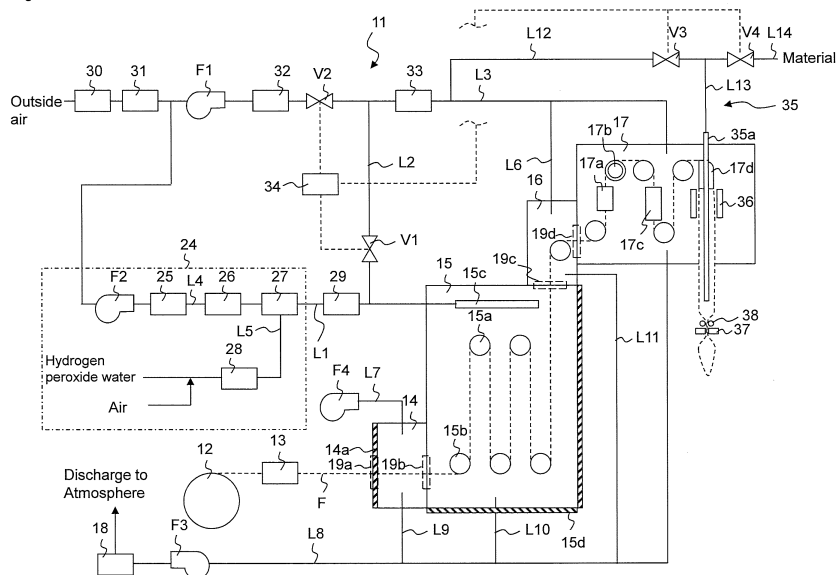 11
L12
V3
V4
L14
Material
30
31
F1
32
V2
33
L3
L13
35
Outside
air
35a
17
17b
17a
17d
L2
L6
34
16
36
17c
V1
19d
24
19c
15
15c
F2
25
L4
26
27
29
38
37
L5
L1
15a
L11
28
Hydrogen
peroxide water
F4
L7
14
Air
14a
15b
12
13
19a
19b
Discharge to
Atmosphere
F
18
F3
L8
L9
L10
15d